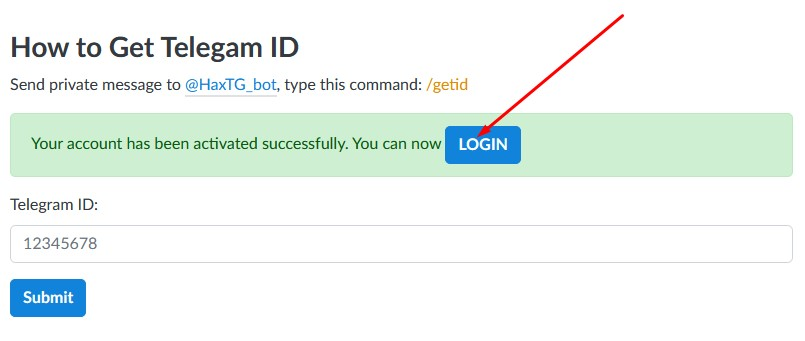 How to Get Telegam ID
Send private message to @HaxTG_bot, type this command: /getid
Your account has been activated successfully. You can now LOGIN
Telegram ID:
12345678
Submit